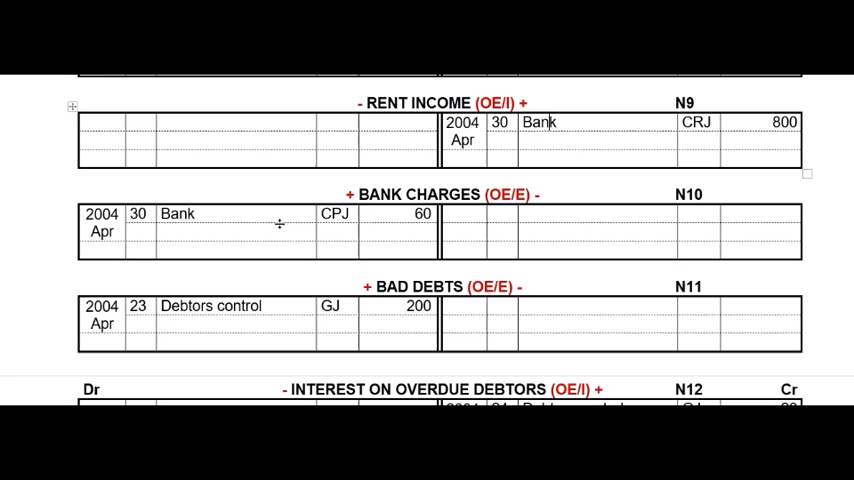 - RENT INCOME (OE/I) + N9
2004 30 Bank CRJ 800
Apr
+ BANK CHARGES (OE/E) - N10
2004 30 Bank CPJ 60
Apr
+ BAD DEBTS (OE/E) - N11
2004 23 Debtors control GJ 200
Apr
Dr - INTEREST ON OVERDUE DEBTORS (OE/I) + N12 Cr